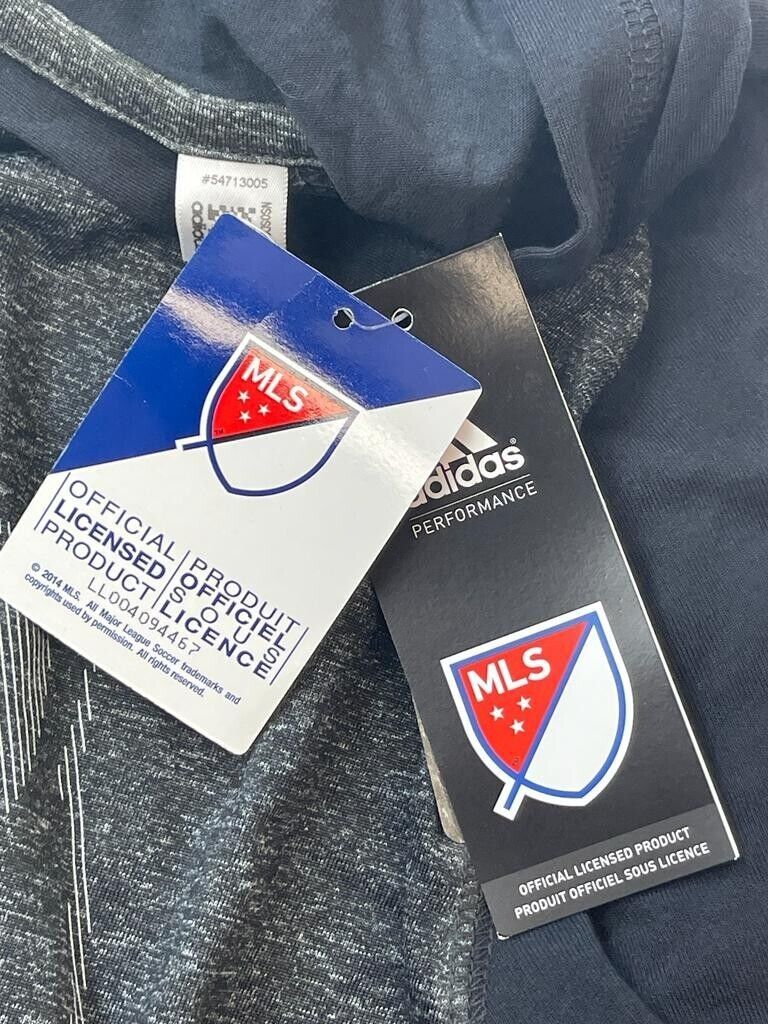 #54713005
MLS
TM
OFFICIAL
LICENSED
PRODUCT
PRODUIT
OFFICIEL
SOUS
LICENCE
LL004094467
© 2014 MLS. All Major League Soccer trademarks and
copyrights used by permission. All rights reserved.
adidas®
PERFORMANCE
MLS
OFFICIAL LICENSED PRODUCT
PRODUIT OFFICIEL SOUS LICENCE